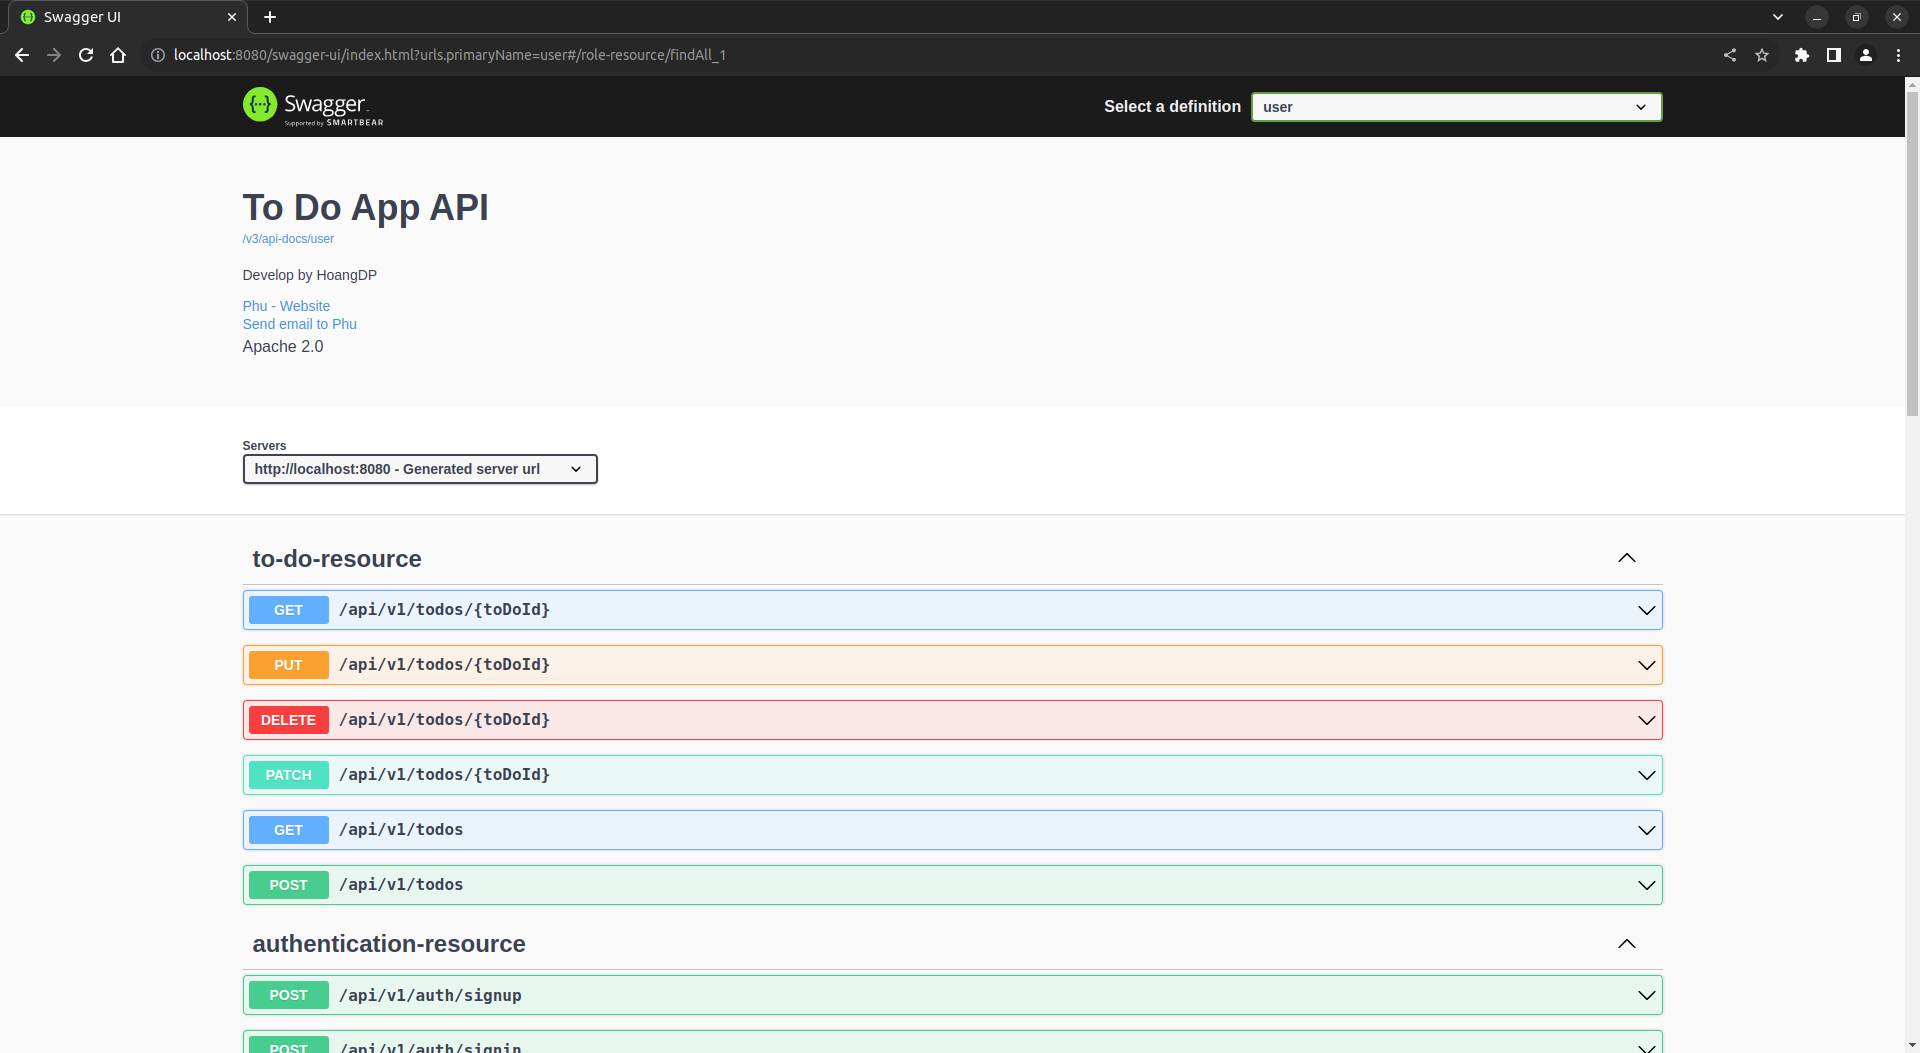 Swagger UI
localhost:8080/swagger-ui/index.html?urls.primaryName=user#/role-resource/findAll_1
Swagger
Supported by SMARTBEAR
Select a definition
user
To Do App API
/v3/api-docs/user
Develop by HoangDP
Phu - Website
Send email to Phu
Apache 2.0
Servers
http://localhost:8080 - Generated server url
to-do-resource
GET /api/v1/todos/{toDoId}
PUT /api/v1/todos/{toDoId}
DELETE /api/v1/todos/{toDoId}
PATCH /api/v1/todos/{toDoId}
GET /api/v1/todos
POST /api/v1/todos
authentication-resource
POST /api/v1/auth/signup
POST /api/v1/auth/signin